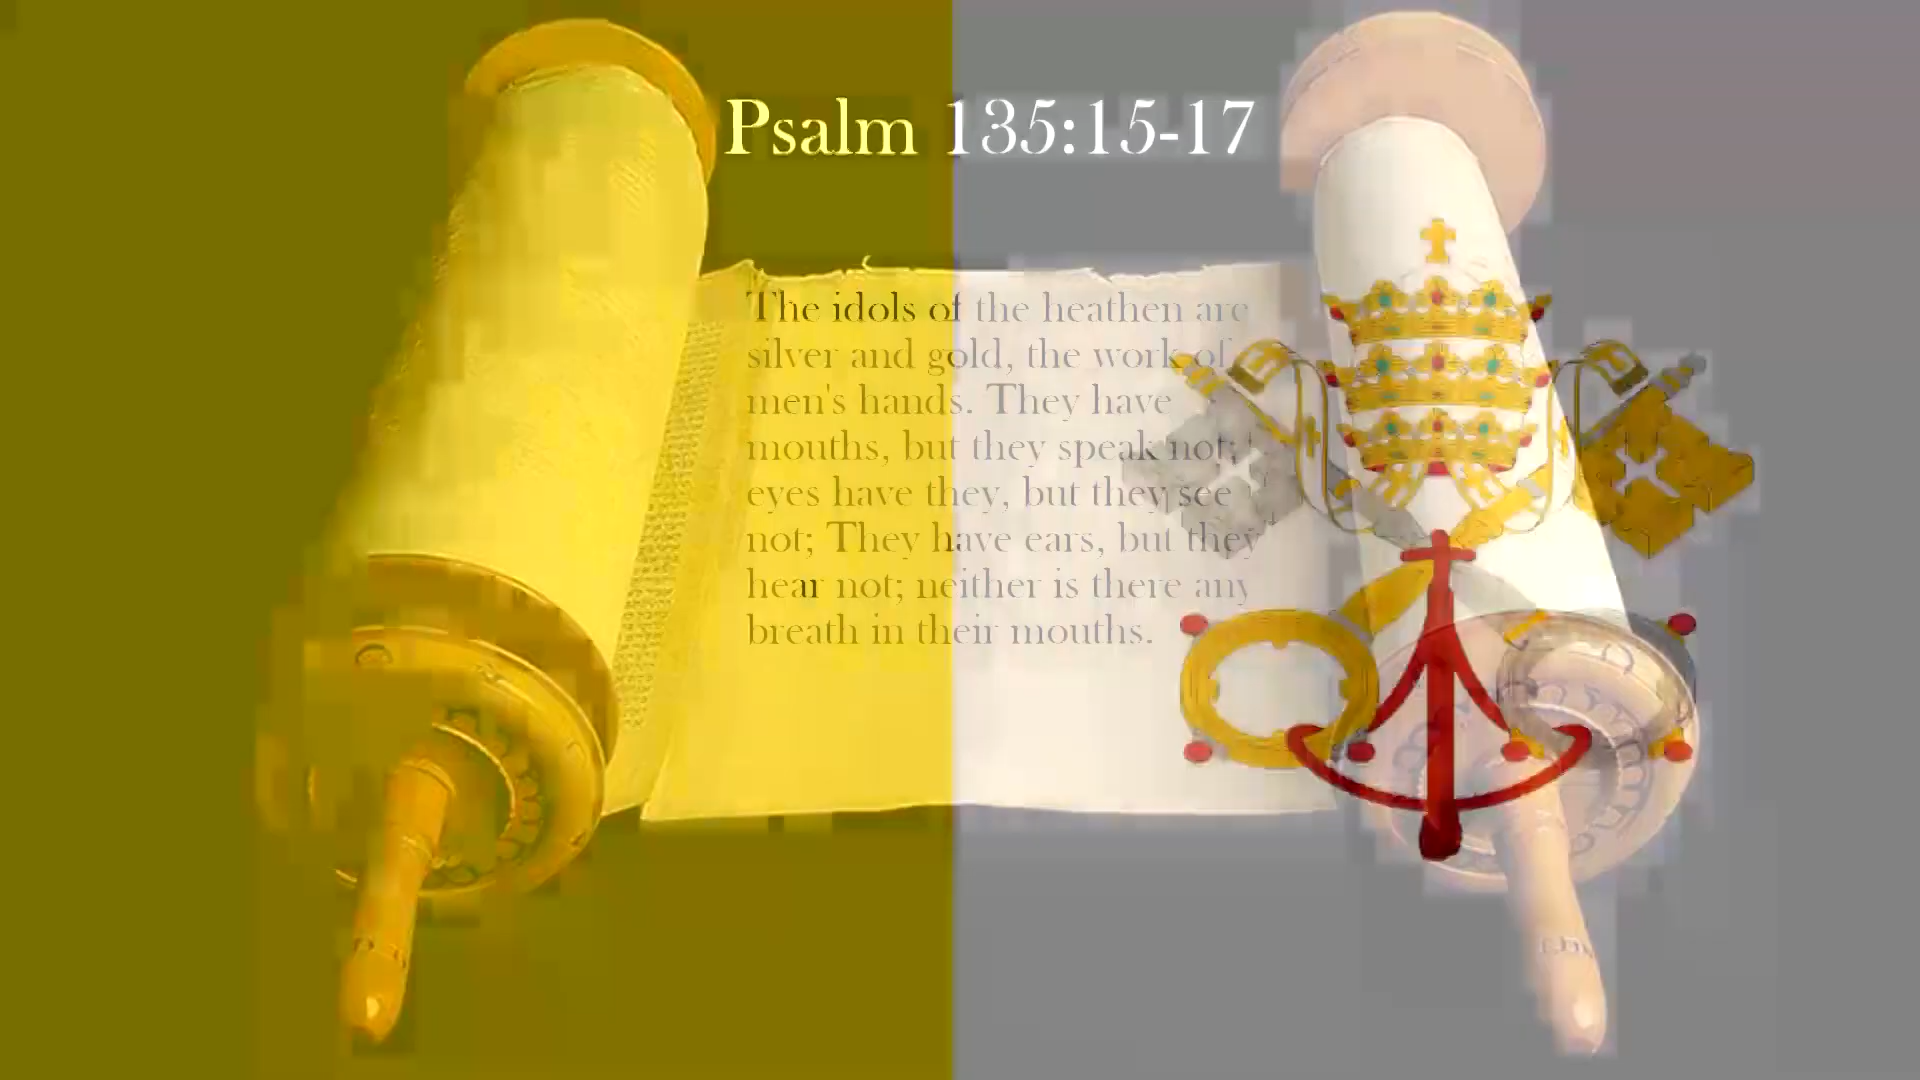 Psalm 135:15-17
The idols of the heathen are
silver and gold, the work of
men's hands. They have
mouths, but they speak not;
eyes have they, but they see
not; They have ears, but they
hear not; neither is there any
breath in their mouths.